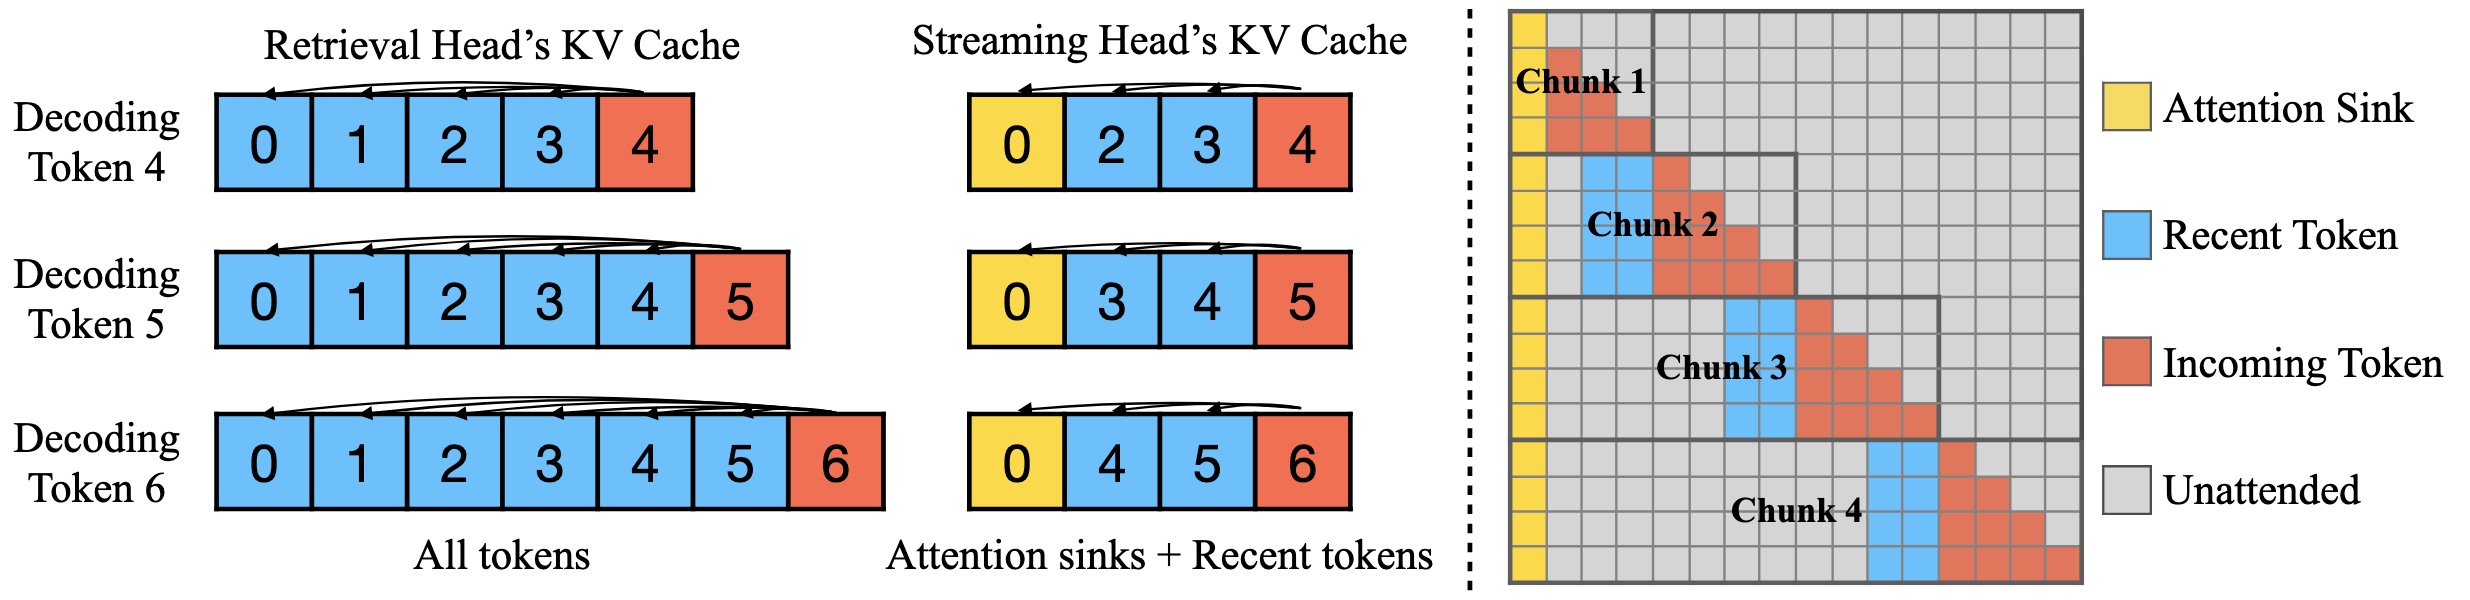 Retrieval Head's KV Cache
Decoding
Token 4
0 1 2 3 4
Decoding
Token 5
0 1 2 3 4 5
Decoding
Token 6
0 1 2 3 4 5 6
All tokens
Streaming Head's KV Cache
0 2 3 4
0 3 4 5
0 4 5 6
Attention sinks + Recent tokens
Chunk 1
Chunk 2
Chunk 3
Chunk 4
Attention Sink
Recent Token
Incoming Token
Unattended